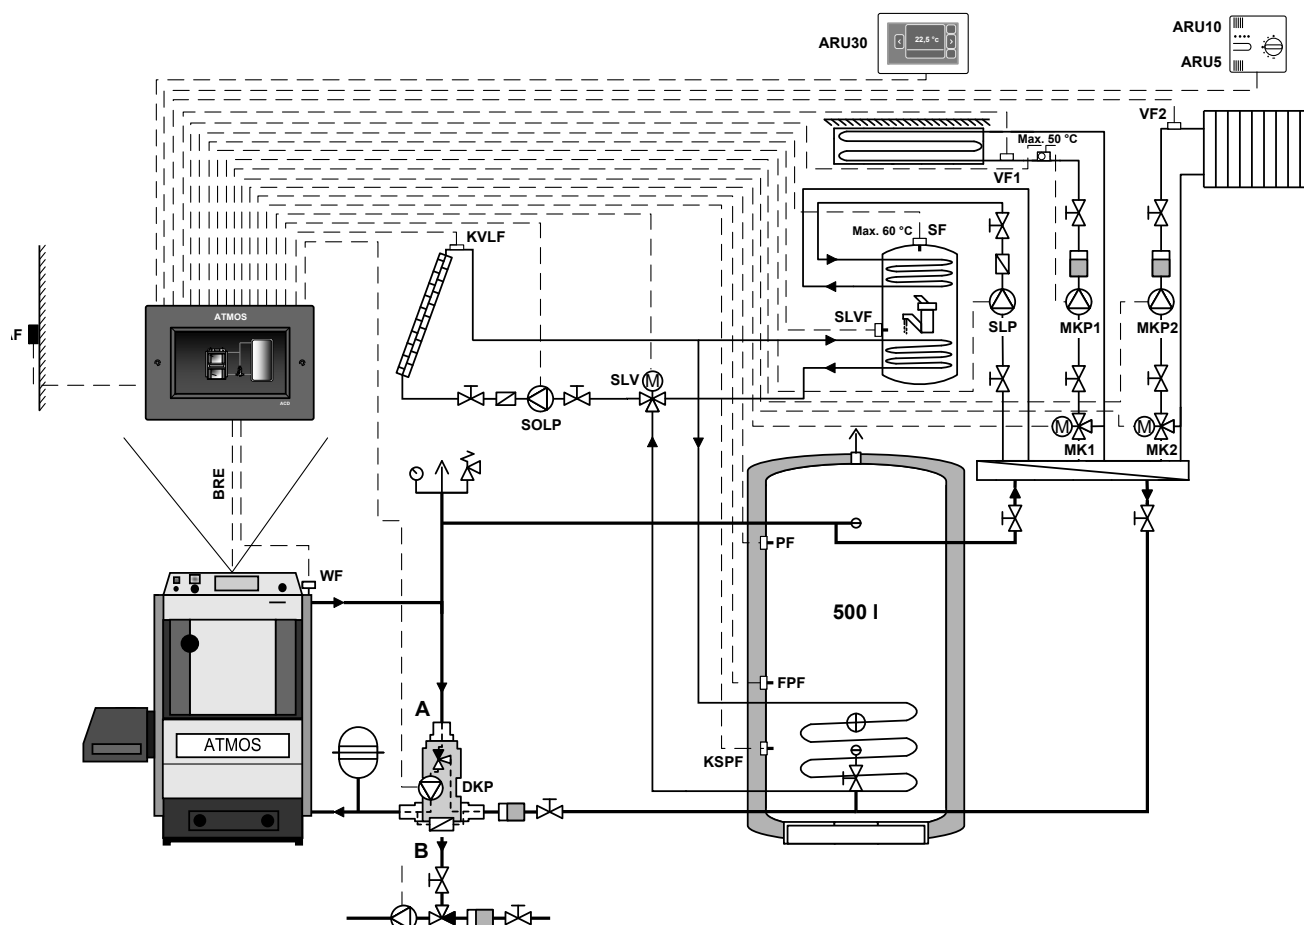 ARU10
ARU30
22,5 °c
ARU5
VF2
Max. 50 °C
VF1
Max. 60 °C
SF
KVLF
ATMOS
ACD
SLVF
SLP
MKP1
MKP2
SLV
M
SOLP
M
M
MK1
MK2
BRE
PF
WF
500 l
FPF
A
ATMOS
KSPF
DKP
B